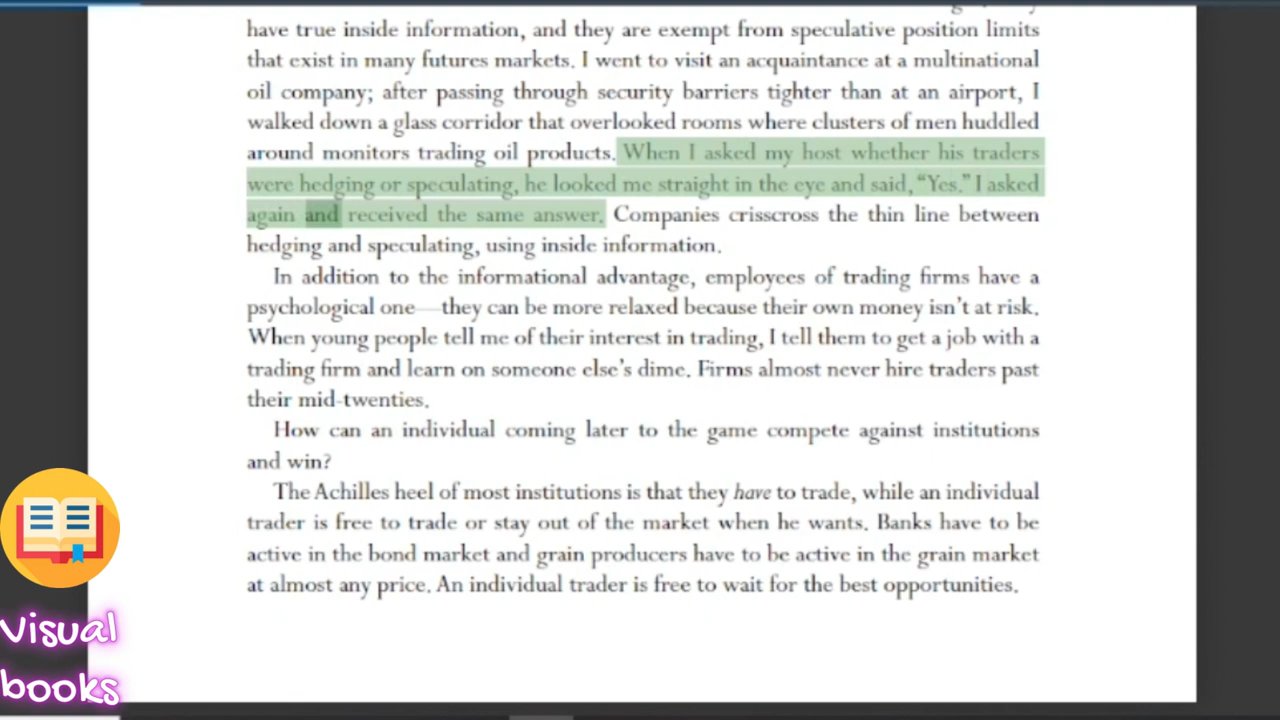 have true inside information, and they are exempt from speculative position limits
that exist in many futures markets. I went to visit an acquaintance at a multinational
oil company; after passing through security barriers tighter than at an airport, I
walked down a glass corridor that overlooked rooms where clusters of men huddled
around monitors trading oil products. When I asked my host whether his traders
were hedging or speculating, he looked me straight in the eye and said, “Yes.” I asked
again and received the same answer. Companies crisscross the thin line between
hedging and speculating, using inside information.
In addition to the informational advantage, employees of trading firms have a
psychological one—they can be more relaxed because their own money isn’t at risk.
When young people tell me of their interest in trading, I tell them to get a job with a
trading firm and learn on someone else’s dime. Firms almost never hire traders past
their mid-twenties.
How can an individual coming later to the game compete against institutions
and win?
The Achilles heel of most institutions is that they have to trade, while an individual
trader is free to trade or stay out of the market when he wants. Banks have to be
active in the bond market and grain producers have to be active in the grain market
at almost any price. An individual trader is free to wait for the best opportunities.
Visual
books